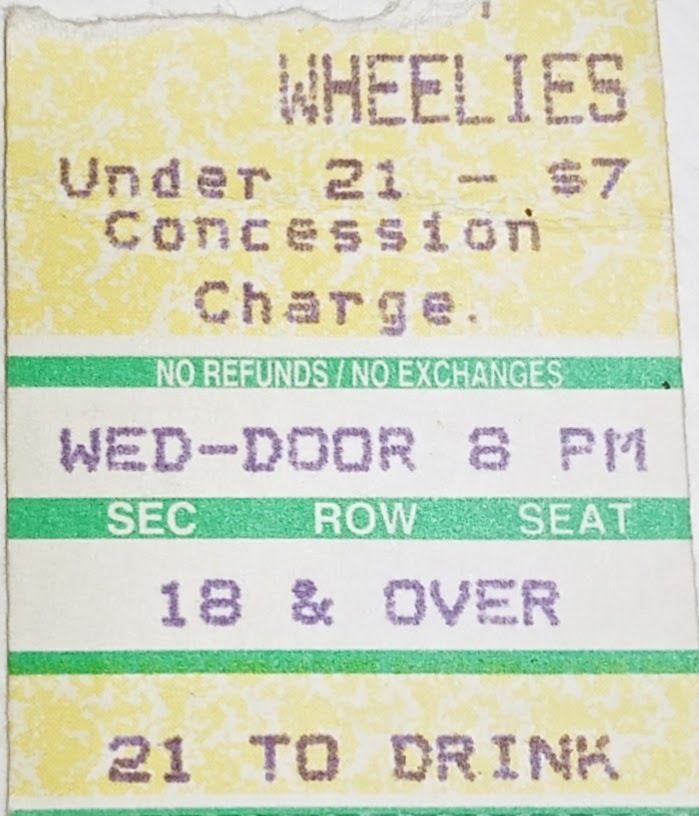 WHEELIES
Under 21 - $7
Concession
Charge.
NO REFUNDS / NO EXCHANGES
WED-DOOR 8 PM
SEC ROW SEAT
18 & OVER
21 TO DRINK